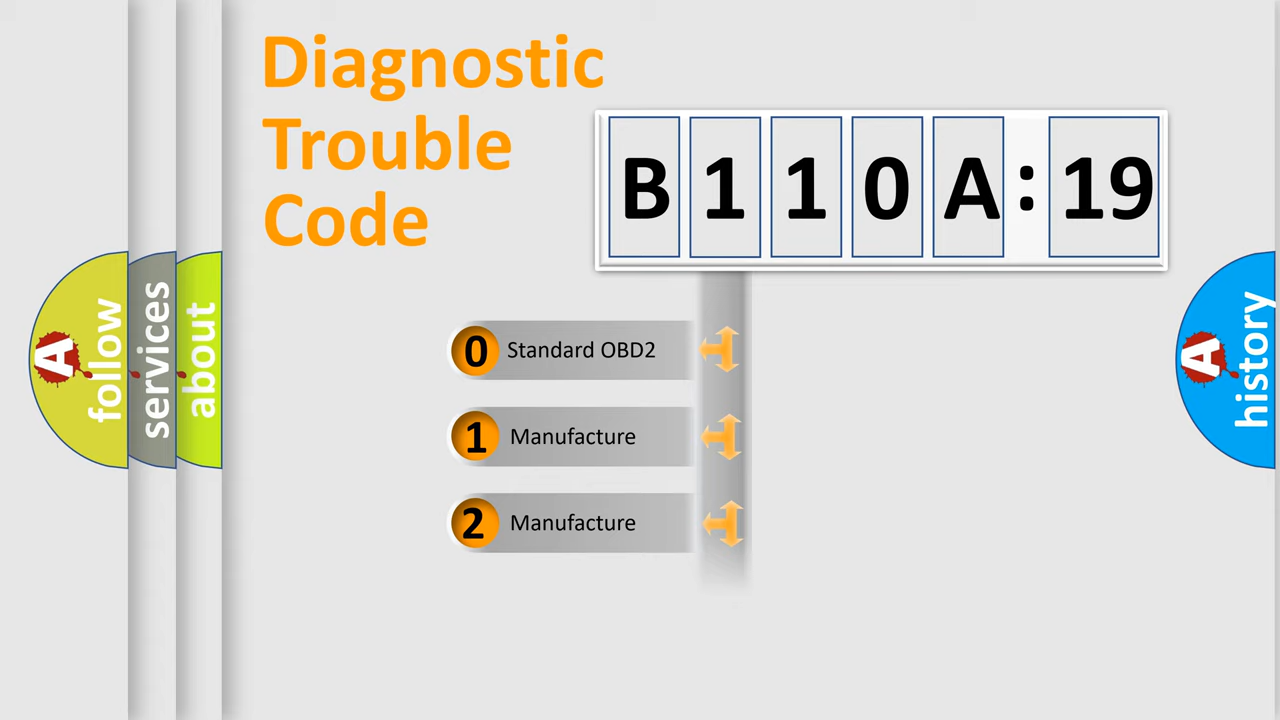 Diagnostic
Trouble
Code
B 1 1 0 A : 19
0 Standard OBD2
1 Manufacture
2 Manufacture
A follow
services
about
A history